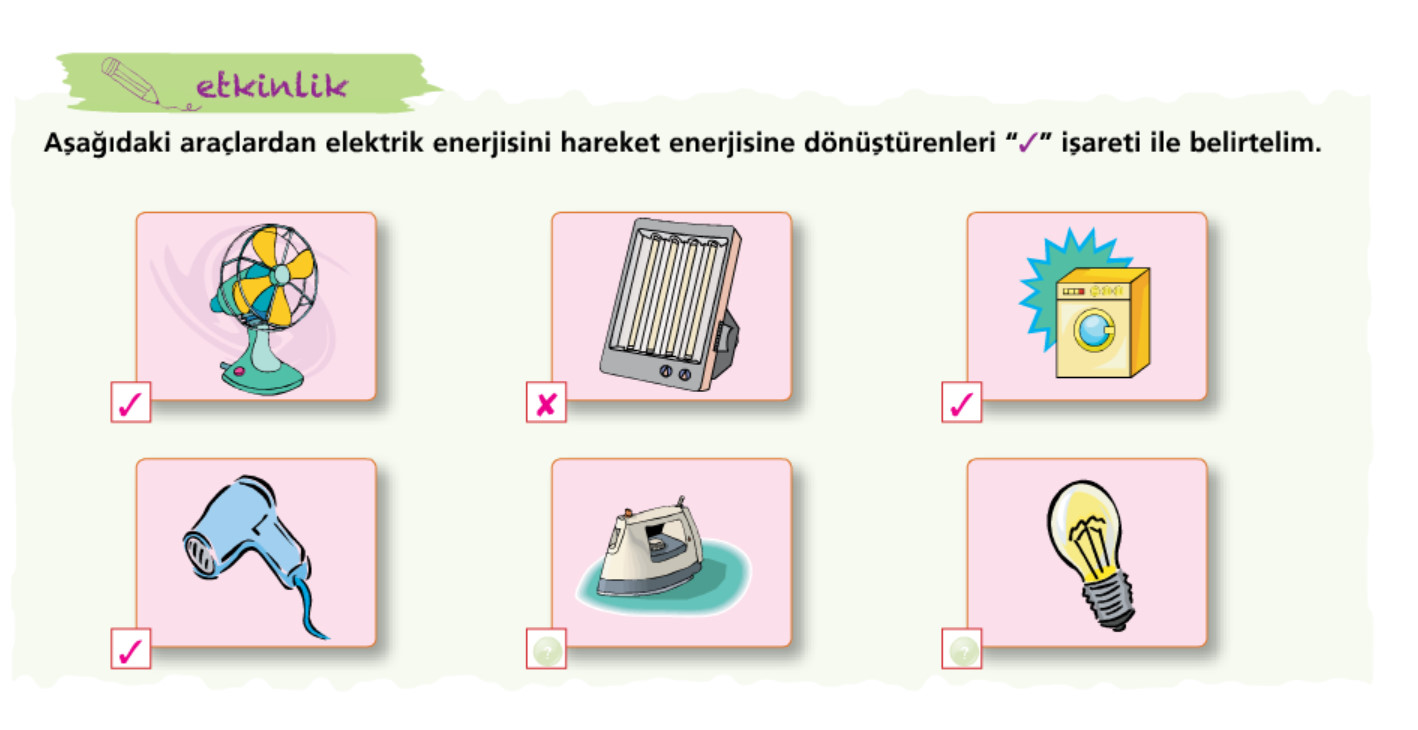 etkinlik
Aşağıdaki araçlardan elektrik enerjisini hareket enerjisine dönüştürenleri “✓” işareti ile belirtelim.
✓ ✘ ✓
✓ ? ?